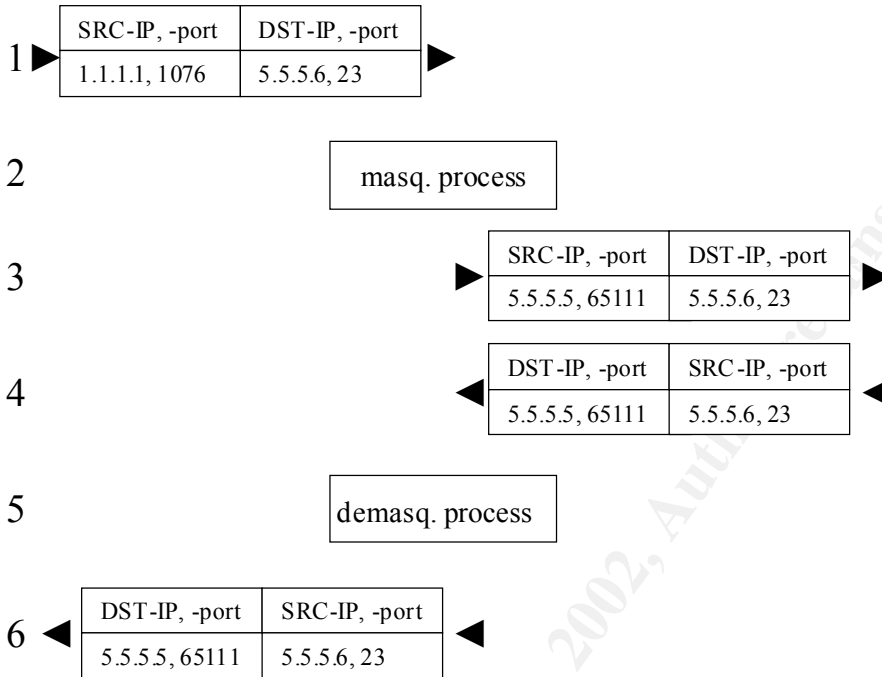 SRC-IP, -port DST-IP, -port
1 1.1.1.1, 1076 5.5.5.6, 23
2 masq. process
SRC-IP, -port DST-IP, -port
3 5.5.5.5, 65111 5.5.5.6, 23
DST-IP, -port SRC-IP, -port
4 5.5.5.5, 65111 5.5.5.6, 23
5 demasq. process
DST-IP, -port SRC-IP, -port
6 5.5.5.5, 65111 5.5.5.6, 23
2002,